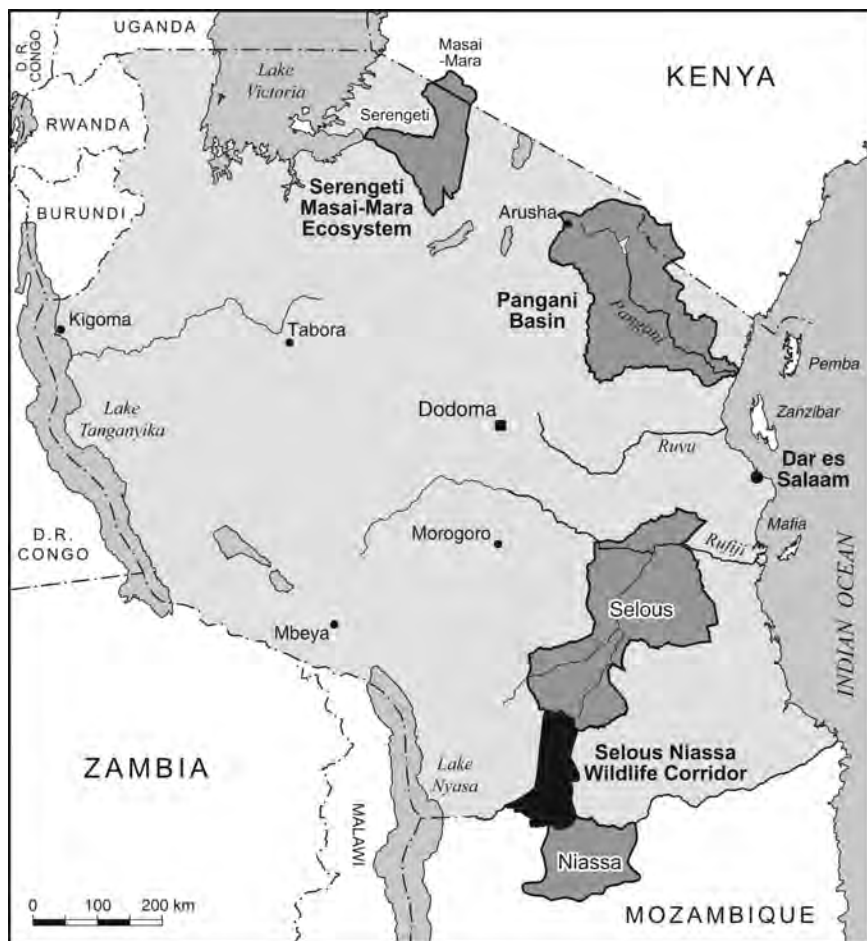 UGANDA
D.R.
CONGO
Masai
-Mara
Lake
Victoria
KENYA
Serengeti
RWANDA
Serengeti
Masai-Mara
Ecosystem
BURUNDI
Arusha
Pangani
Basin
Pangani
Kigoma
Tabora
Pemba
Lake
Tanganyika
Dodoma
Zanzibar
Ruvu
Dar es
Salaam
D.R.
CONGO
Morogoro
Mafia
Rufiji
Selous
Mbeya
INDIAN OCEAN
ZAMBIA
Lake
Nyasa
Selous Niassa
Wildlife Corridor
MALAWI
Niassa
0 100 200 km
MOZAMBIQUE